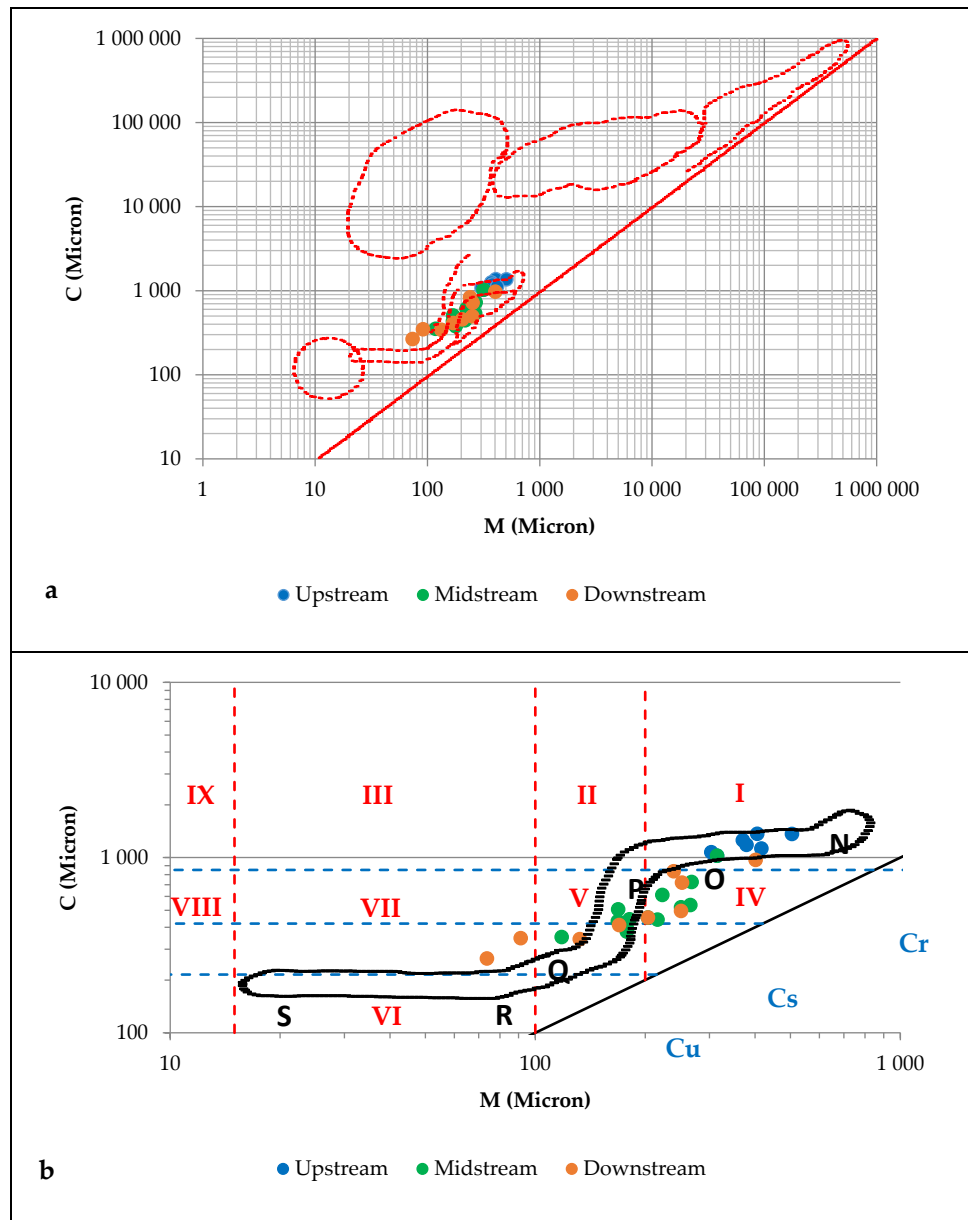 1 000 000
100 000
10 000
1 000
100
10
C (Micron)
1 10 100 1 000 10 000 100 000 1 000 000
M (Micron)
a
Upstream Midstream Downstream
10 000
IX III II I
1 000
N
P O
VIII VII V IV
C (Micron)
Cr
Q
Cs
S VI R
Cu
100
10 100 1 000
M (Micron)
Upstream Midstream Downstream
b